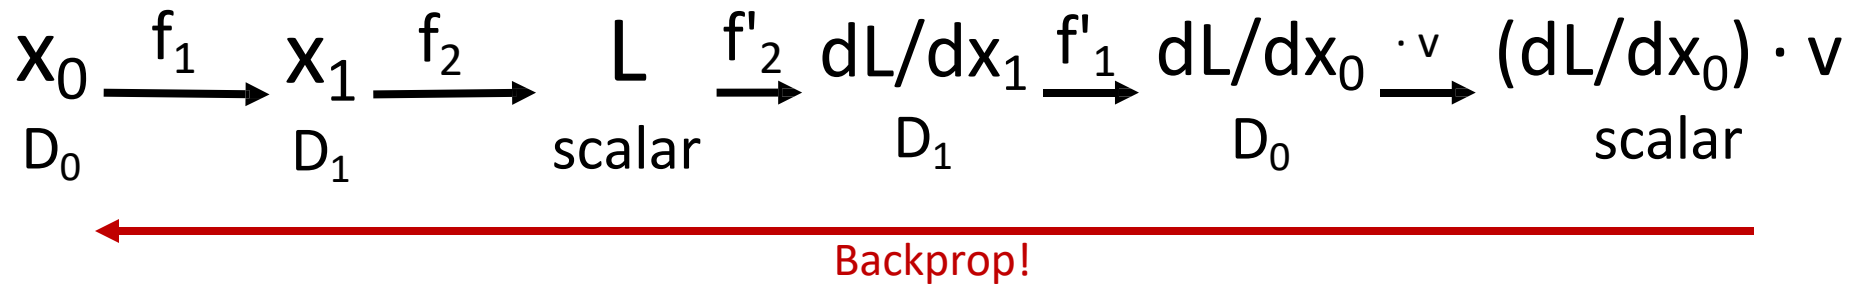 f₁ f₂ f'₂ f'₁ · v
x₀ x₁ L dL/dx₁ dL/dx₀ (dL/dx₀) · v
D₀ D₁ scalar D₁ D₀ scalar
Backprop!